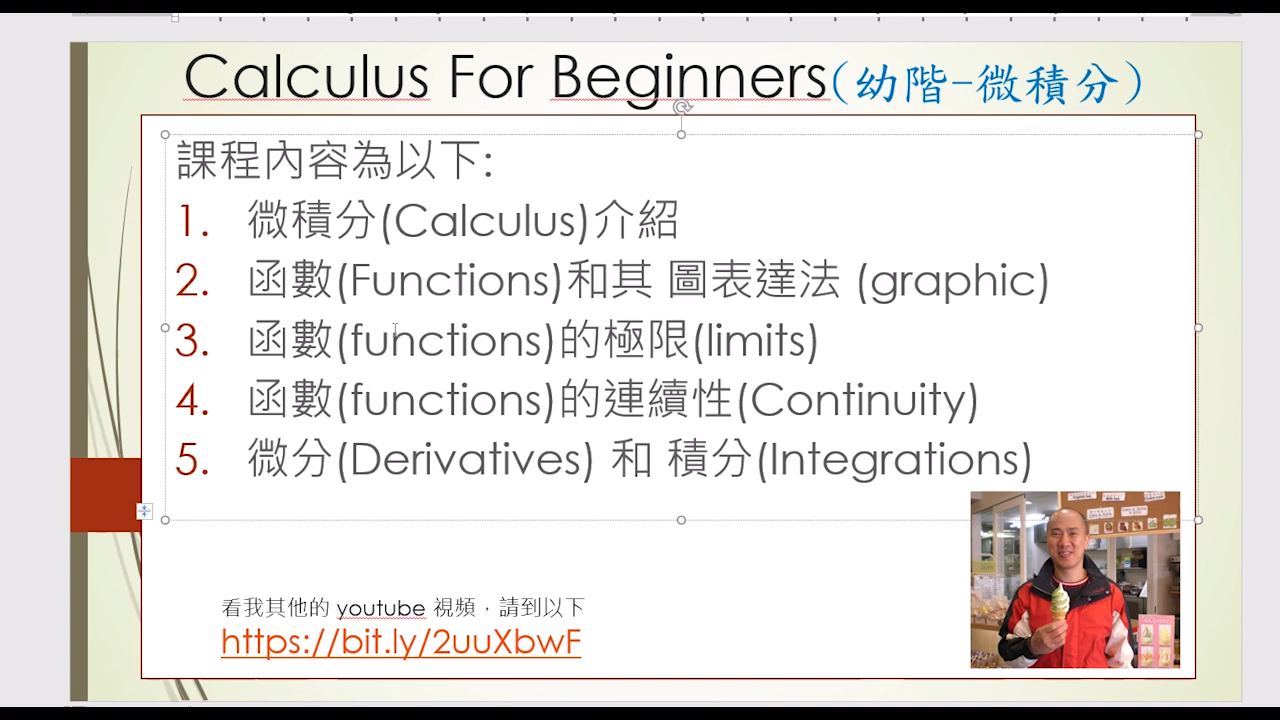 Calculus For Beginners(幼階-微積分)
課程內容為以下:
1. 微積分(Calculus)介紹
2. 函數(Functions)和其 圖表達法 (graphic)
3. 函數(functions)的極限(limits)
4. 函數(functions)的連續性(Continuity)
5. 微分(Derivatives) 和 積分(Integrations)
看我其他的 youtube 視頻，請到以下
https://bit.ly/2uuXbwF